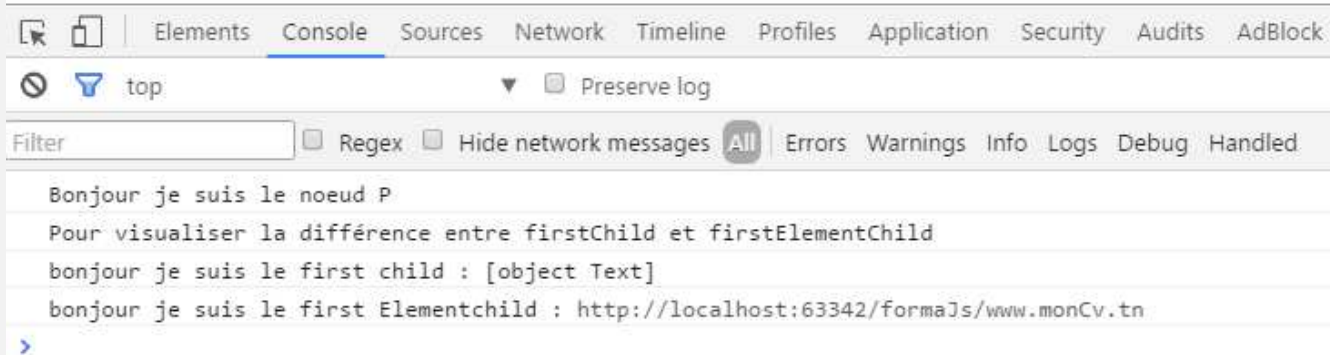 Elements Console Sources Network Timeline Profiles Application Security Audits AdBlock
top Preserve log
Filter Regex Hide network messages All Errors Warnings Info Logs Debug Handled
Bonjour je suis le noeud P
Pour visualiser la différence entre firstChild et firstElementChild
bonjour je suis le first child : [object Text]
bonjour je suis le first Elementchild : http://localhost:63342/formaJs/www.monCv.tn